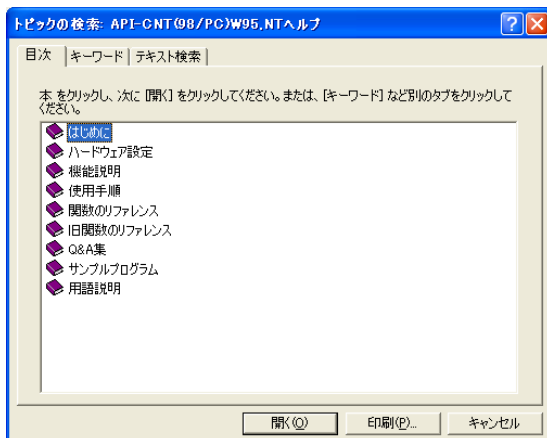 トピックの検索: API-CNT(98/PC)W95,NTヘルプ
目次 キーワード テキスト検索
本 をクリックし、次に [開く] をクリックしてください。または、[キーワード] など別のタブをクリックして
ください。
はじめに
ハードウェア設定
機能説明
使用手順
関数のリファレンス
旧関数のリファレンス
Q&A集
サンプルプログラム
用語説明
開く(O) 印刷(P)... キャンセル